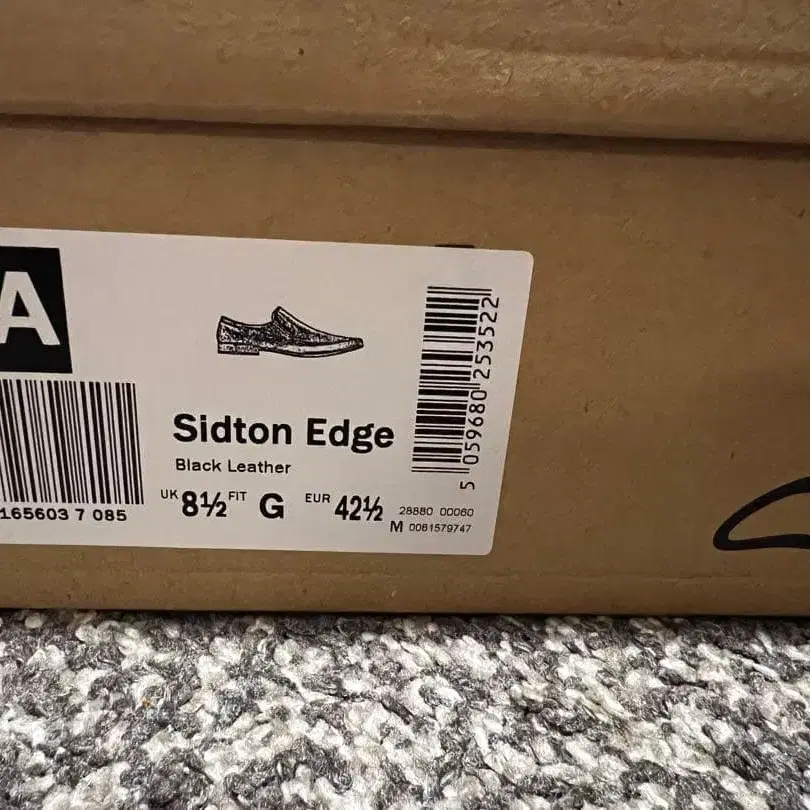 A
165603 7 085
Sidton Edge
Black Leather
UK 8½ FIT G EUR 42½
28880 00060
M 0061579747
5 059680 253522